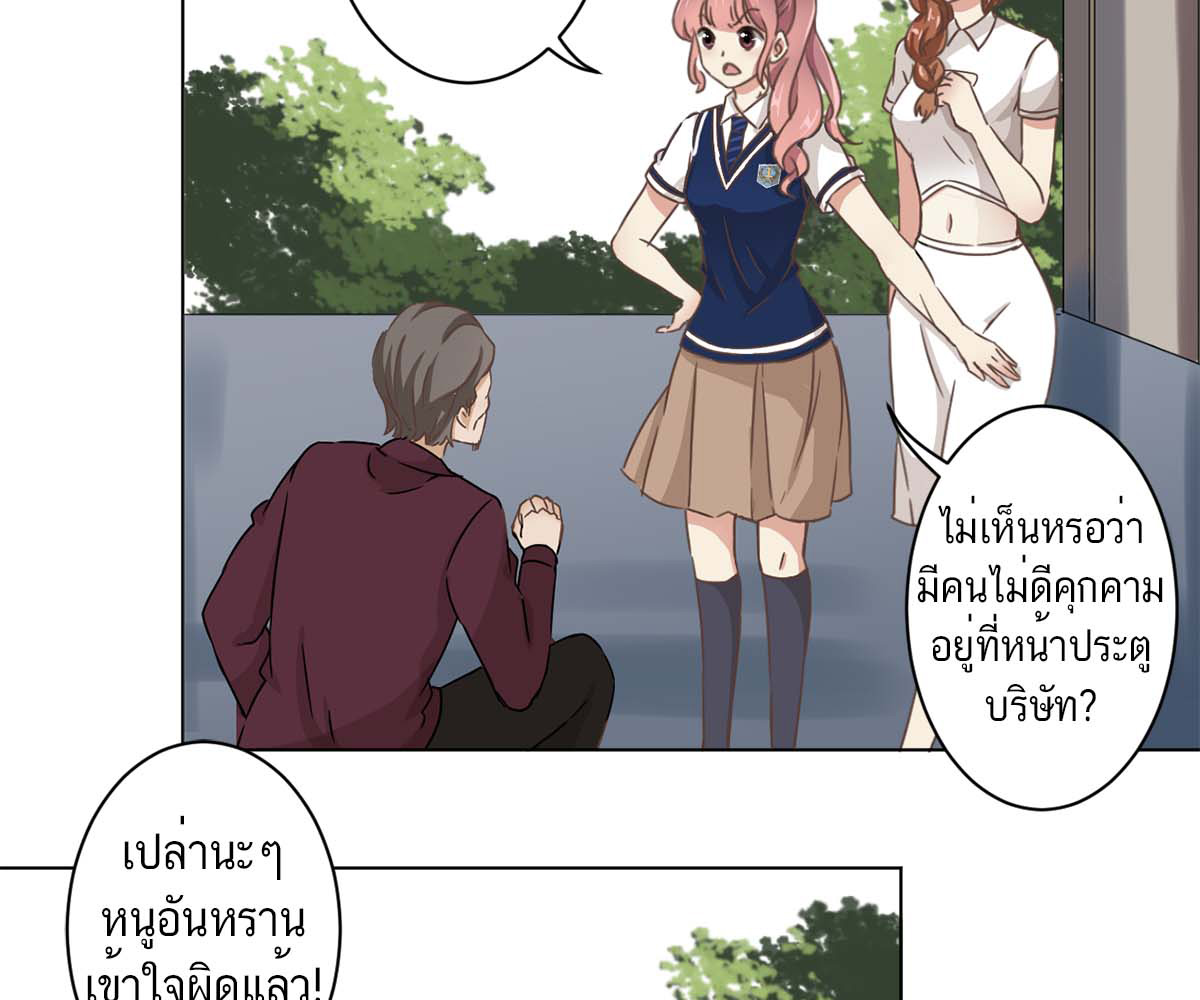 ไม่เห็นหรอว่า
มีคนไม่ดีคุกคาม
อยู่ที่หน้าประตู
บริษัท?
เปล่านะๆ
หนูอันหราน
เข้าใจผิดแล้ว!